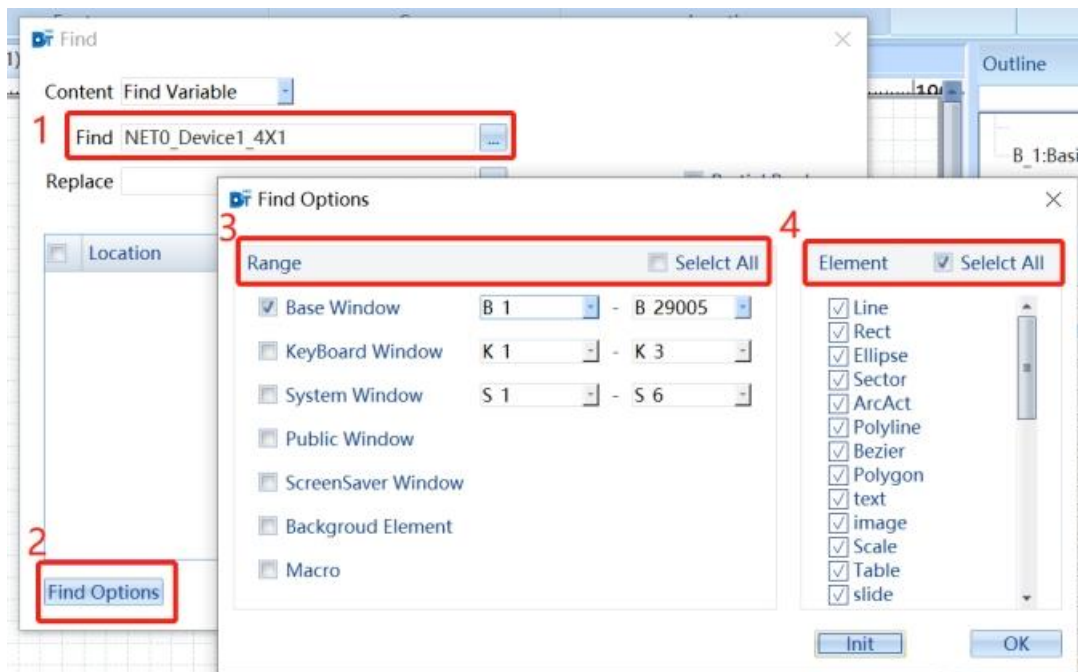 1)
DT Find
Content Find Variable
1
Find NET0_Device1_4X1 ...
Replace
Location
2
Find Options
Outline
B_1:Basi
DT Find Options
3
Range Selelct All
Base Window B 1 - B 29005
KeyBoard Window K 1 - K 3
System Window S 1 - S 6
Public Window
ScreenSaver Window
Backgroud Element
Macro
4
Element Selelct All
Line
Rect
Ellipse
Sector
ArcAct
Polyline
Bezier
Polygon
text
image
Scale
Table
slide
Init OK